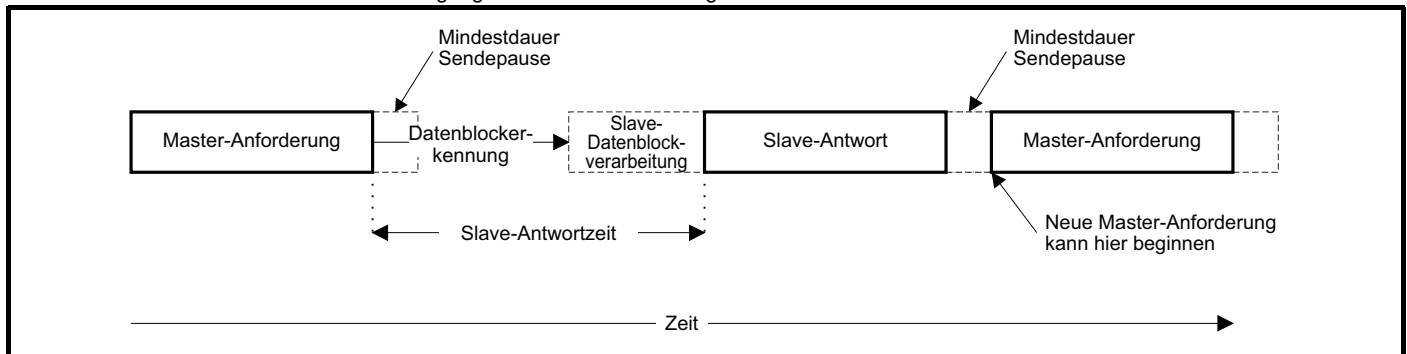 Mindestdauer
Sendepause
Mindestdauer
Sendepause
Master-Anforderung
Datenblocker-
kennung
Slave-
Datenblock-
verarbeitung
Slave-Antwort
Master-Anforderung
Slave-Antwortzeit
Neue Master-Anforderung
kann hier beginnen
Zeit